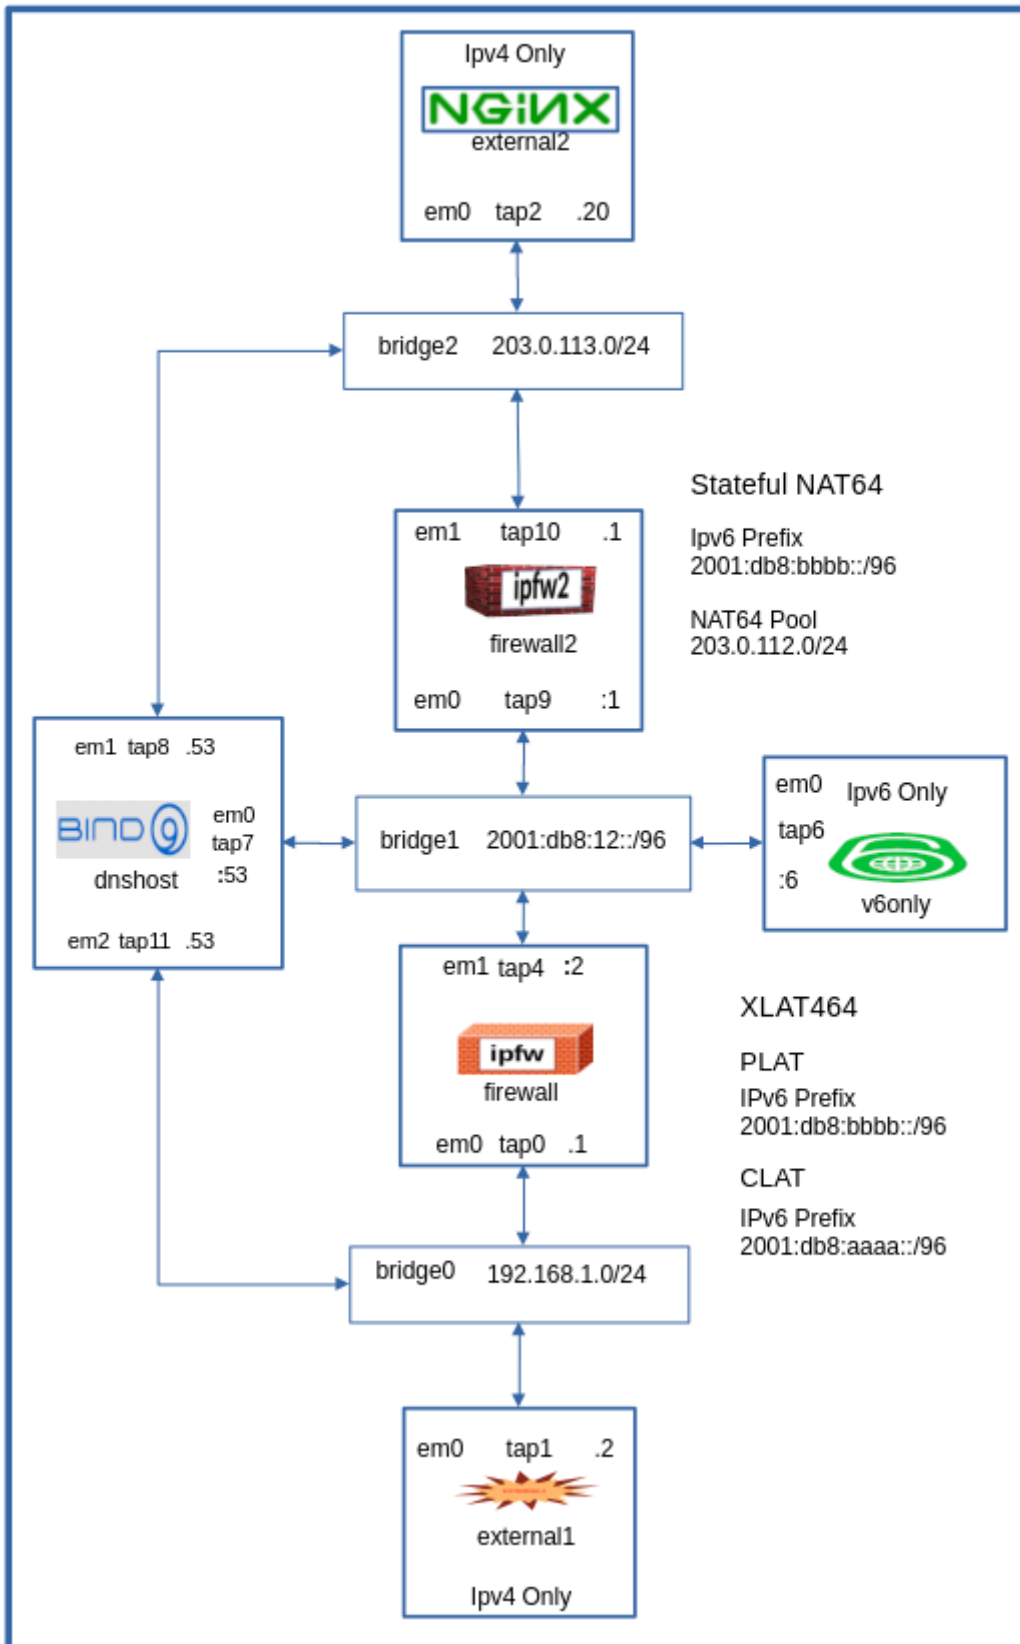 Ipv4 Only
NGiNX
external2
em0 tap2 .20
bridge2 203.0.113.0/24
Stateful NAT64
Ipv6 Prefix
2001:db8:bbbb::/96
NAT64 Pool
203.0.112.0/24
em1 tap10 .1
ipfw2
firewall2
em0 tap9 :1
em1 tap8 .53
BIND 9
em0
tap7
:53
dnshost
em2 tap11 .53
bridge1 2001:db8:12::/96
em0
Ipv6 Only
tap6
6
:6
v6only
em1 tap4 :2
ipfw
firewall
em0 tap0 .1
XLAT464
PLAT
IPv6 Prefix
2001:db8:bbbb::/96
CLAT
IPv6 Prefix
2001:db8:aaaa::/96
bridge0 192.168.1.0/24
em0 tap1 .2
external1
Ipv4 Only